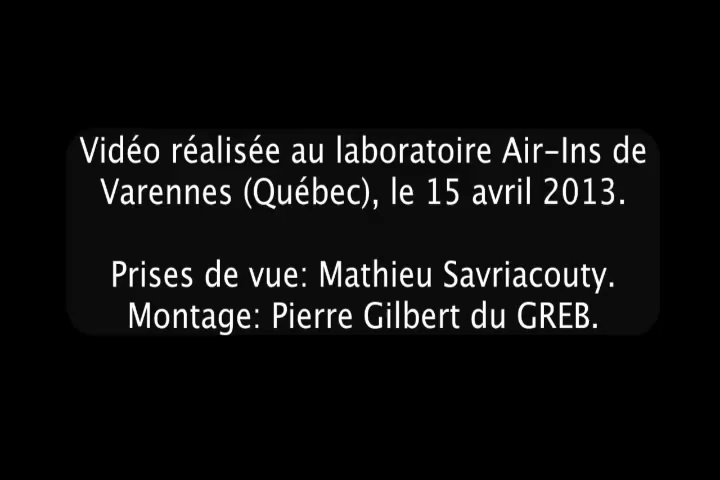 Vidéo réalisée au laboratoire Air-Ins de
Varennes (Québec), le 15 avril 2013.
Prises de vue: Mathieu Savriacouty.
Montage: Pierre Gilbert du GREB.